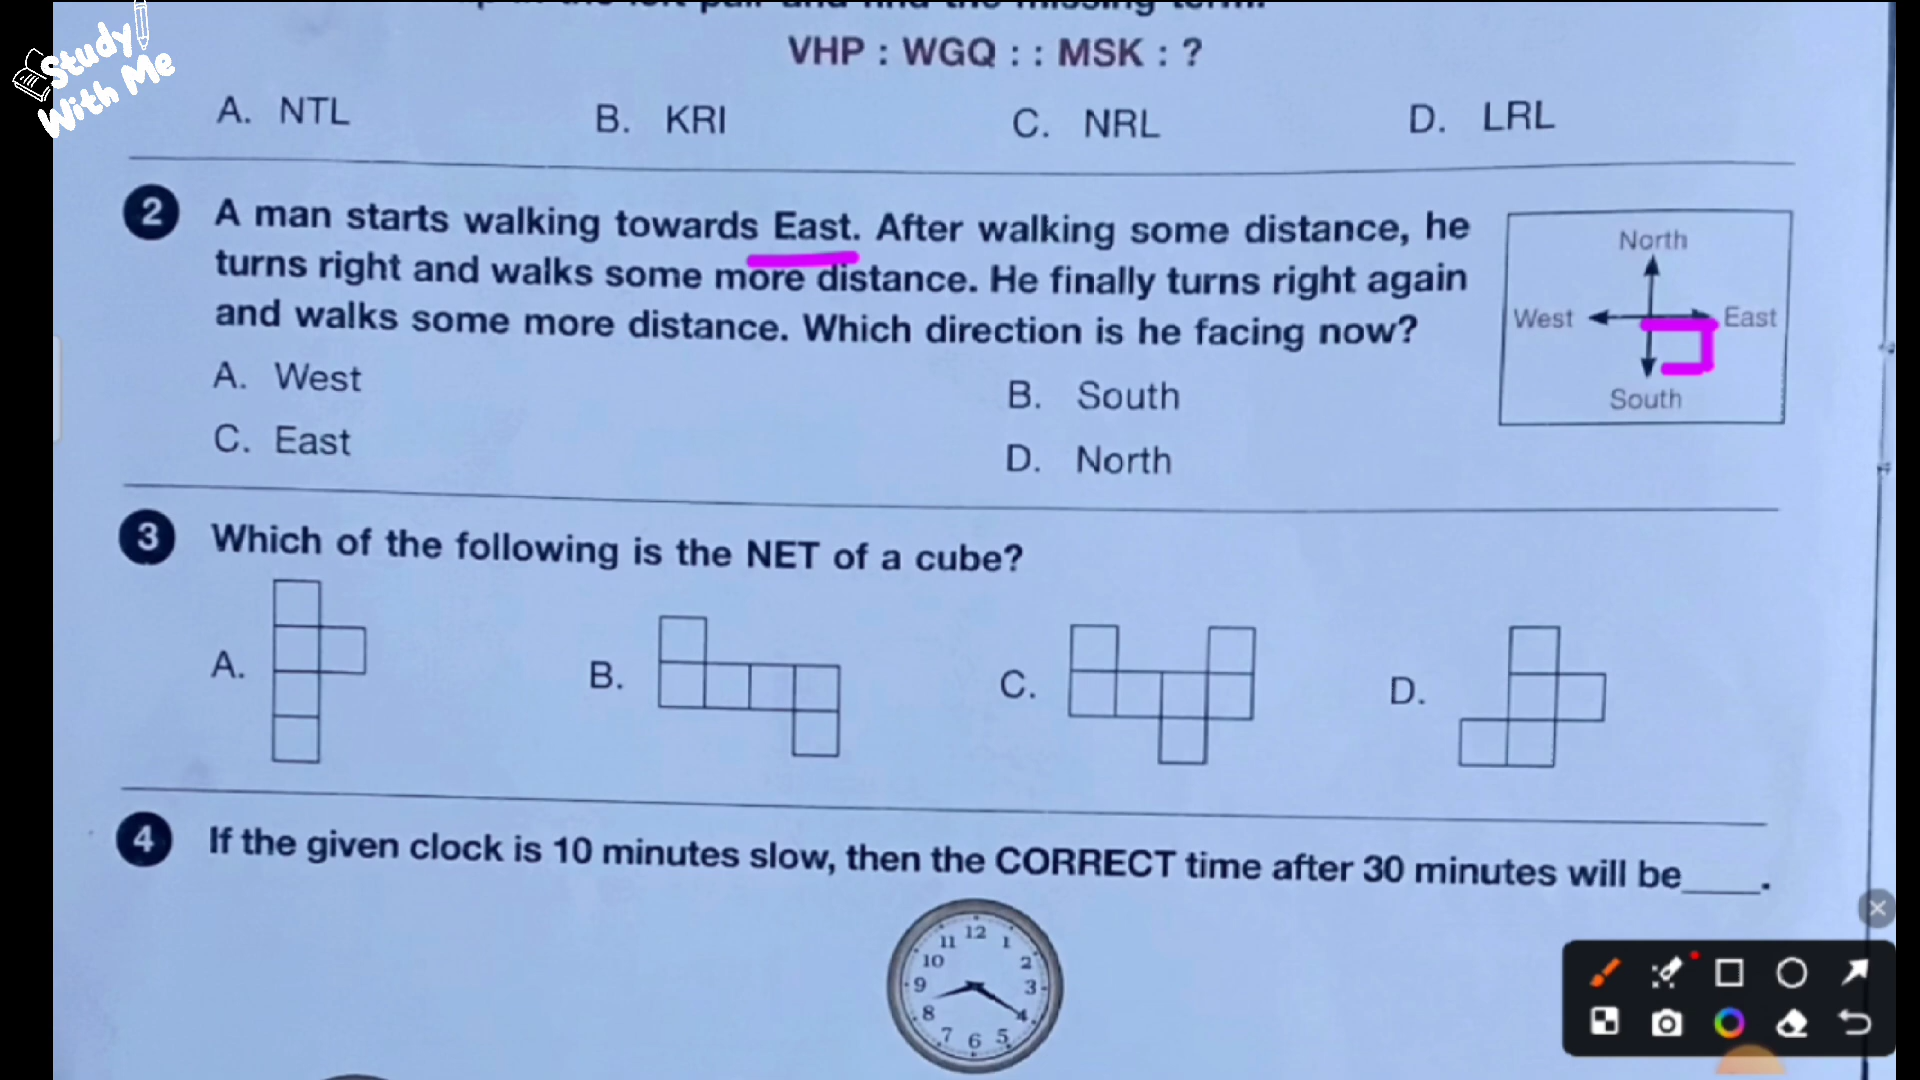 Study
With Me
VHP : WGQ : : MSK : ?
A. NTL B. KRI C. NRL D. LRL
2 A man starts walking towards East. After walking some distance, he
turns right and walks some more distance. He finally turns right again
and walks some more distance. Which direction is he facing now?
A. West B. South
C. East D. North
North
West East
South
3 Which of the following is the NET of a cube?
A. B. C. D.
4 If the given clock is 10 minutes slow, then the CORRECT time after 30 minutes will be____.
12
11 1
10 2
9 3
8 4
7 6 5